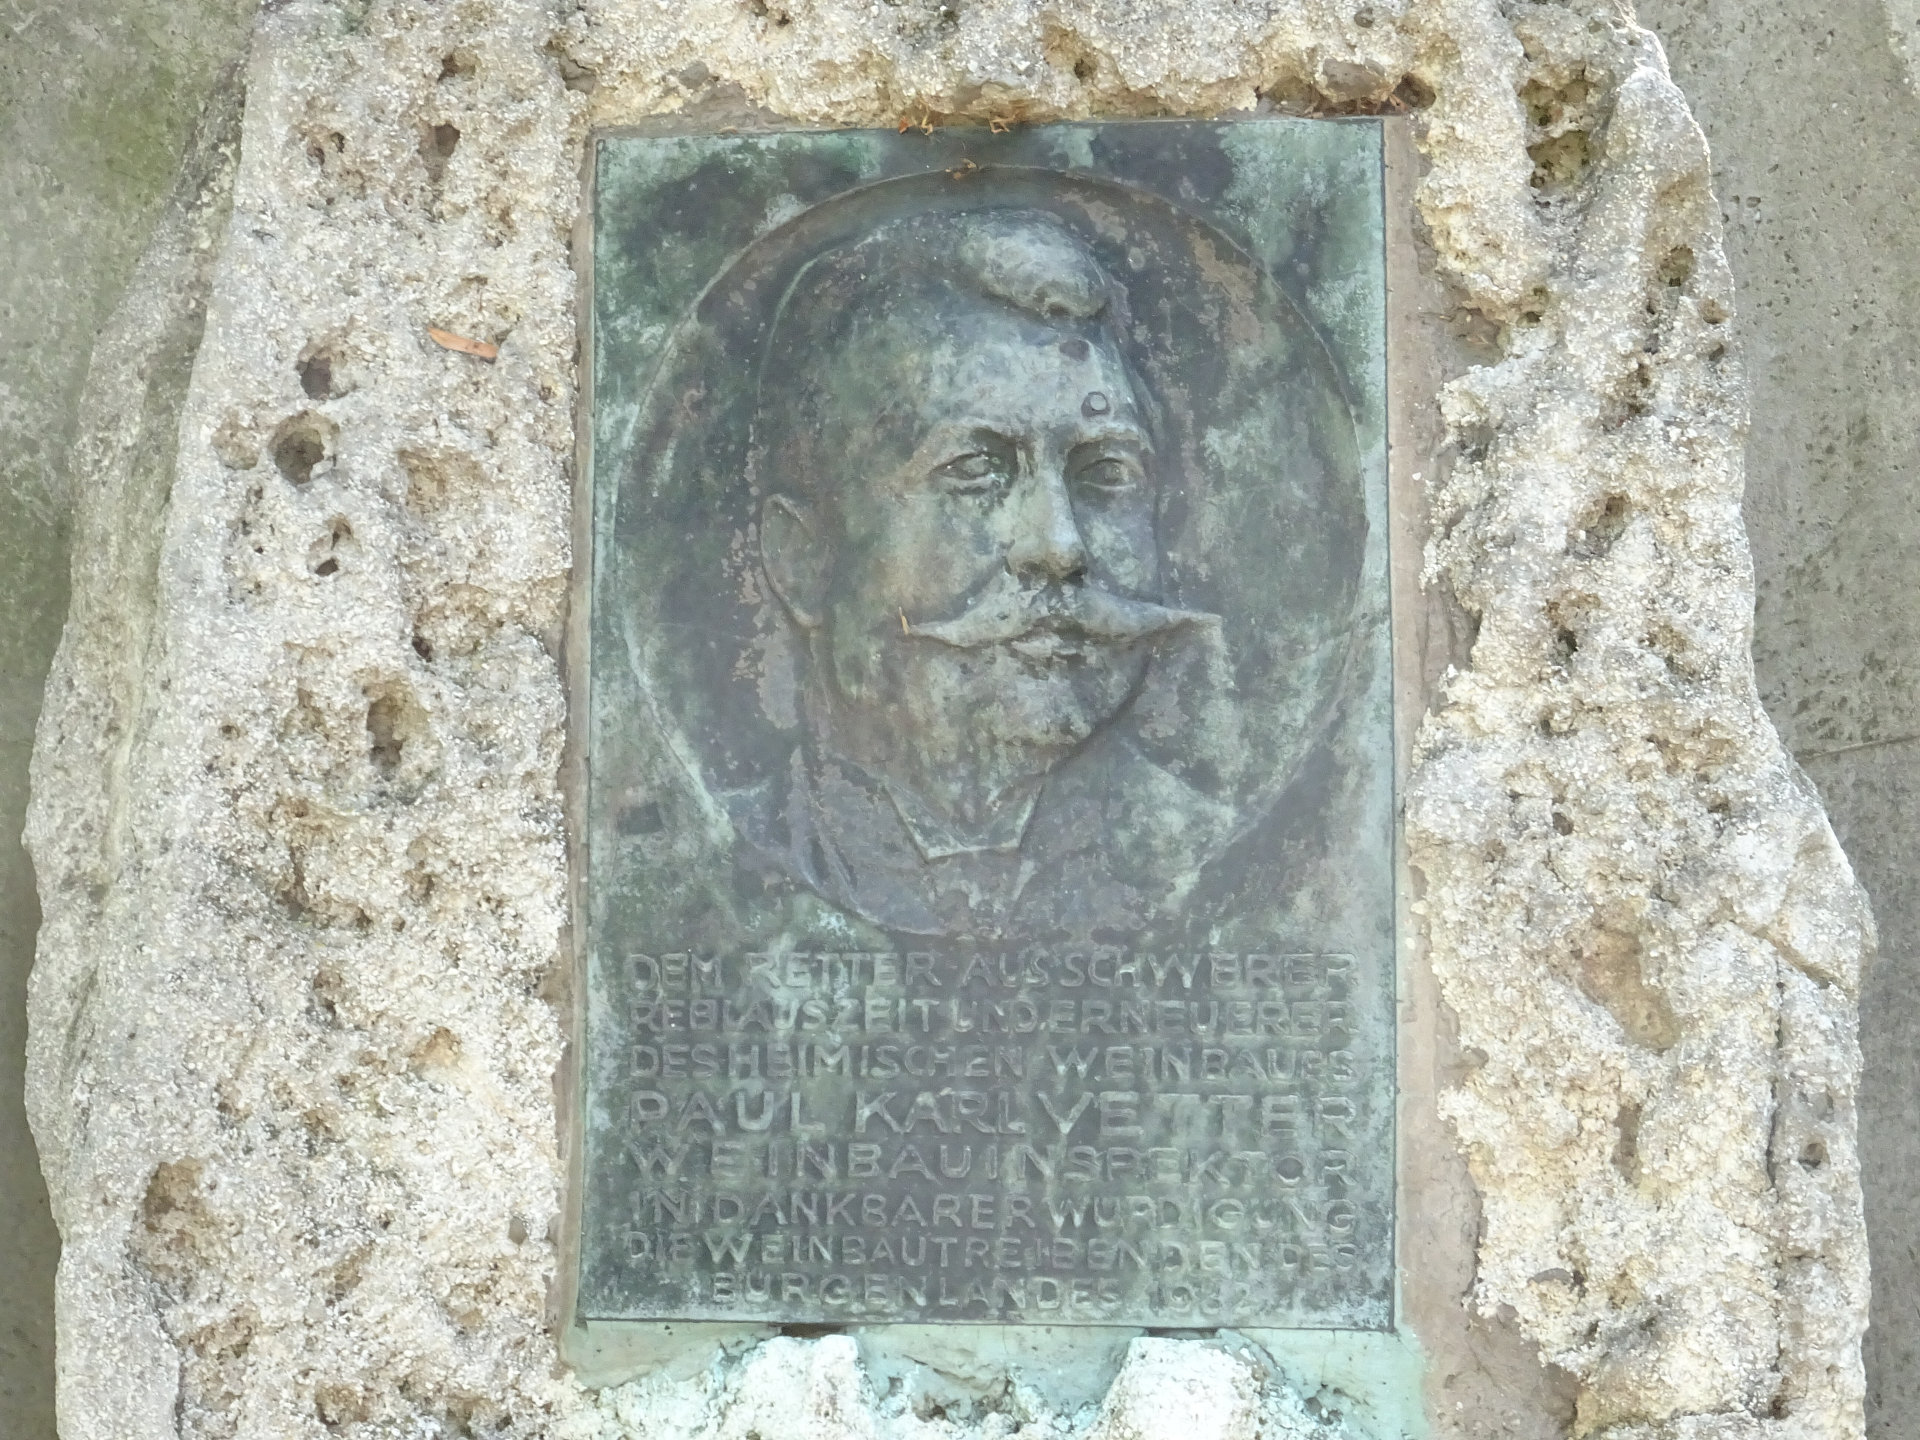 DEM RETTER AUS SCHWERER
REBLAUSZEIT UND ERNEUERER
DES HEIMISCHEN WEINBAUES
PAUL KARL VETTER
WEINBAUINSPEKTOR
IN DANKBARER WÜRDIGUNG
DIE WEINBAUTREIBENDEN DES
BURGENLANDES